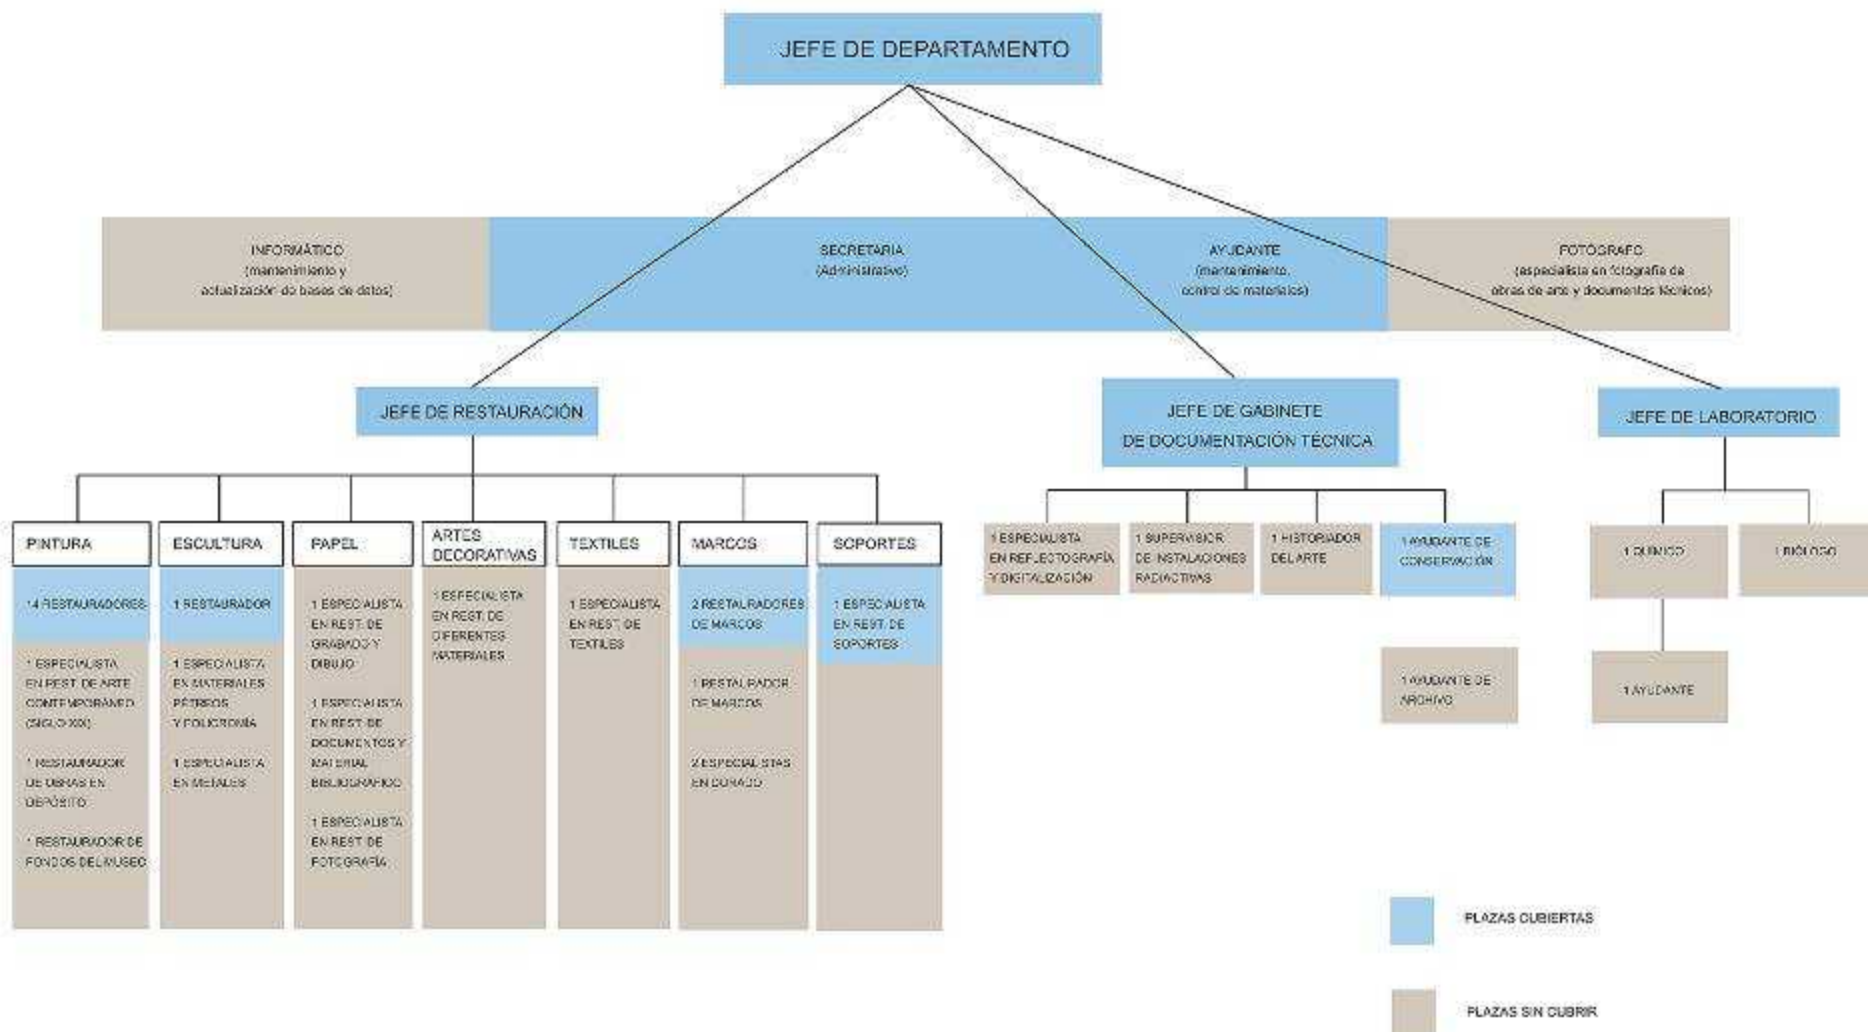 JEFE DE DEPARTAMENTO
INFORMÁTICO
(mantenimiento y
actualización de bases de datos)
SECRETARIA
(Administrativo)
AYUDANTE
(mantenimiento,
control de materiales)
FOTÓGRAFO
(especialista en fotografía de
obras de arte y documentos técnicos)
JEFE DE RESTAURACIÓN
JEFE DE GABINETE
DE DOCUMENTACIÓN TÉCNICA
JEFE DE LABORATORIO
PINTURA
14 RESTAURADORES
1 ESPECIALISTA
EN REST. DE ARTE
CONTEMPORÁNEO
(SIGLO XIX)
1 RESTAURADOR
DE OBRAS EN
DEPÓSITO
1 RESTAURADOR DE
FONDOS DEL MUSEO
ESCULTURA
1 RESTAURADOR
1 ESPECIALISTA
EN MATERIALES
PÉTREOS
Y POLICROMÍA
1 ESPECIALISTA
EN METALES
PAPEL
1 ESPECIALISTA
EN REST. DE
GRABADO Y
DIBUJO
1 ESPECIALISTA
EN REST. DE
DOCUMENTOS Y
MATERIAL
BIBLIOGRÁFICO
1 ESPECIALISTA
EN REST. DE
FOTOGRAFÍA
ARTES
DECORATIVAS
1 ESPECIALISTA
EN REST. DE
DIFERENTES
MATERIALES
TEXTILES
1 ESPECIALISTA
EN REST. DE
TEXTILES
MARCOS
2 RESTAURADORES
DE MARCOS
1 RESTAURADOR
DE MARCOS
2 ESPECIALISTAS
EN DORADO
SOPORTES
1 ESPECIALISTA
EN REST. DE
SOPORTES
1 ESPECIALISTA
EN REFLECTOGRAFÍA
Y DIGITALIZACIÓN
1 SUPERVISOR
DE INSTALACIONES
RADIACTIVAS
1 HISTORIADOR
DEL ARTE
1 AYUDANTE DE
CONSERVACIÓN
1 AYUDANTE DE
ARCHIVO
1 QUÍMICO
1 AYUDANTE
1 BIÓLOGO
PLAZAS CUBIERTAS
PLAZAS SIN CUBRIR